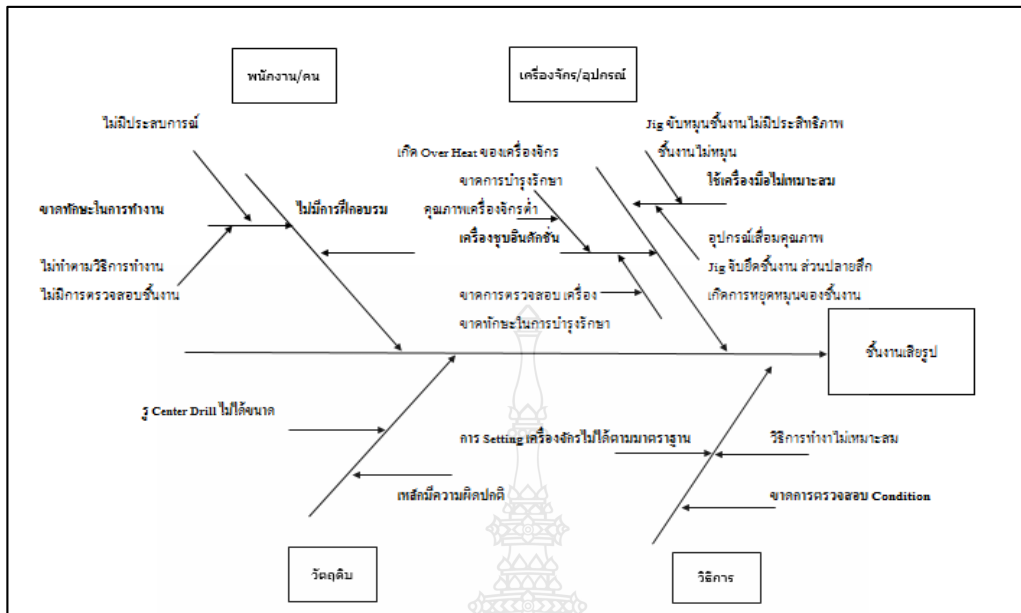 พนักงาน/คน
เครื่องจักร/อุปกรณ์
ไม่มีประสบการณ์
ขาดทักษะในการทำงาน
ไม่มีการฝึกอบรม
ไม่ทำตามวิธีการทำงาน
ไม่มีการตรวจสอบชิ้นงาน
เกิด Over Heat ของเครื่องจักร
ขาดการบำรุงรักษา
คุณภาพเครื่องจักรต่ำ
เครื่องชุบอินดักชั่น
ขาดการตรวจสอบ เครื่อง
ขาดทักษะในการบำรุงรักษา
Jig จับหมุนชิ้นงานไม่มีประสิทธิภาพ
ชิ้นงานไม่หมุน
ใช้เครื่องมือไม่เหมาะสม
อุปกรณ์เสื่อมคุณภาพ
Jig จับยึดชิ้นงาน ส่วนปลายสึก
เกิดการหยุดหมุนของชิ้นงาน
ชิ้นงานเสียรูป
รู Center Drill ไม่ได้ขนาด
เหล็กมีความผิดปกติ
การ Setting เครื่องจักรไม่ได้ตามมาตราฐาน
วิธีการทำงาไม่เหมาะสม
ขาดการตรวจสอบ Condition
วัตถุดิบ
วิธีการ